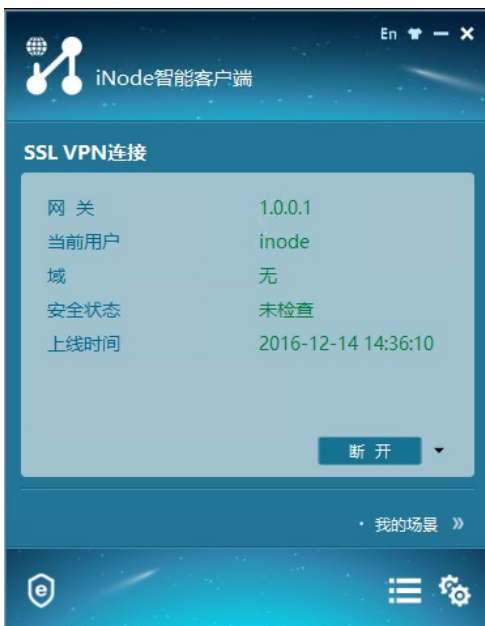 En
iNode智能客户端
SSL VPN连接
网 关 1.0.0.1
当前用户 inode
域 无
安全状态 未检查
上线时间 2016-12-14 14:36:10
断 开
· 我的场景 »
e